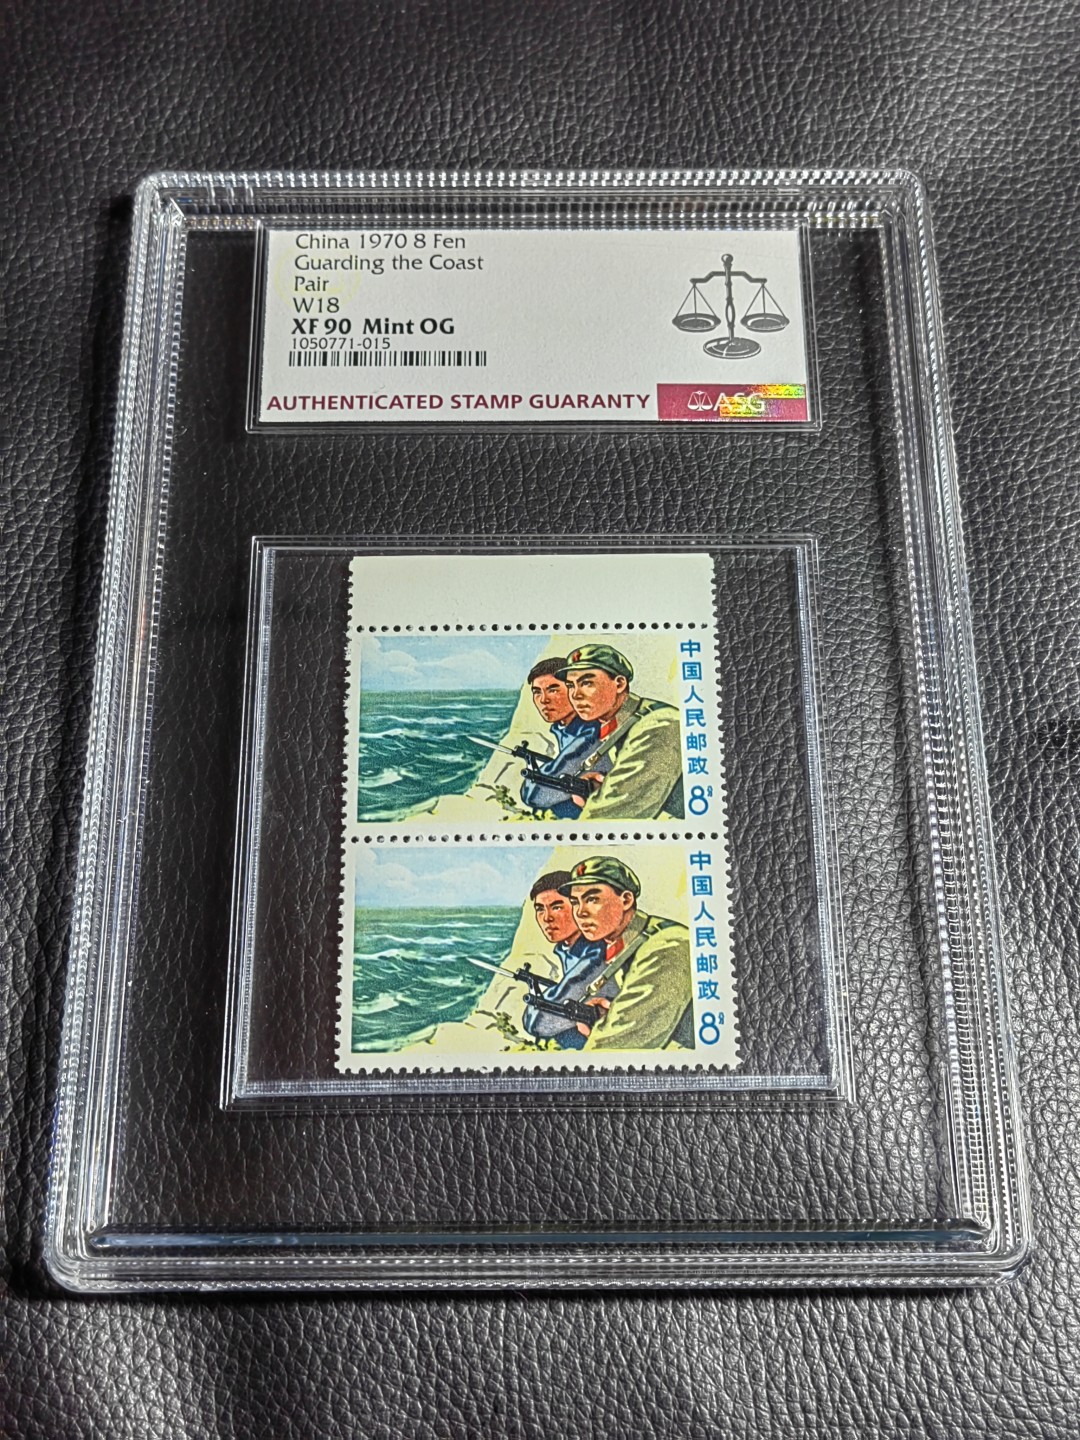 China 1970 8 Fen
Guarding the Coast
Pair
W18
XF 90 Mint OG
1050771-015
AUTHENTICATED STAMP GUARANTY
ASG
中国人民邮政
8分
中国人民邮政
8分